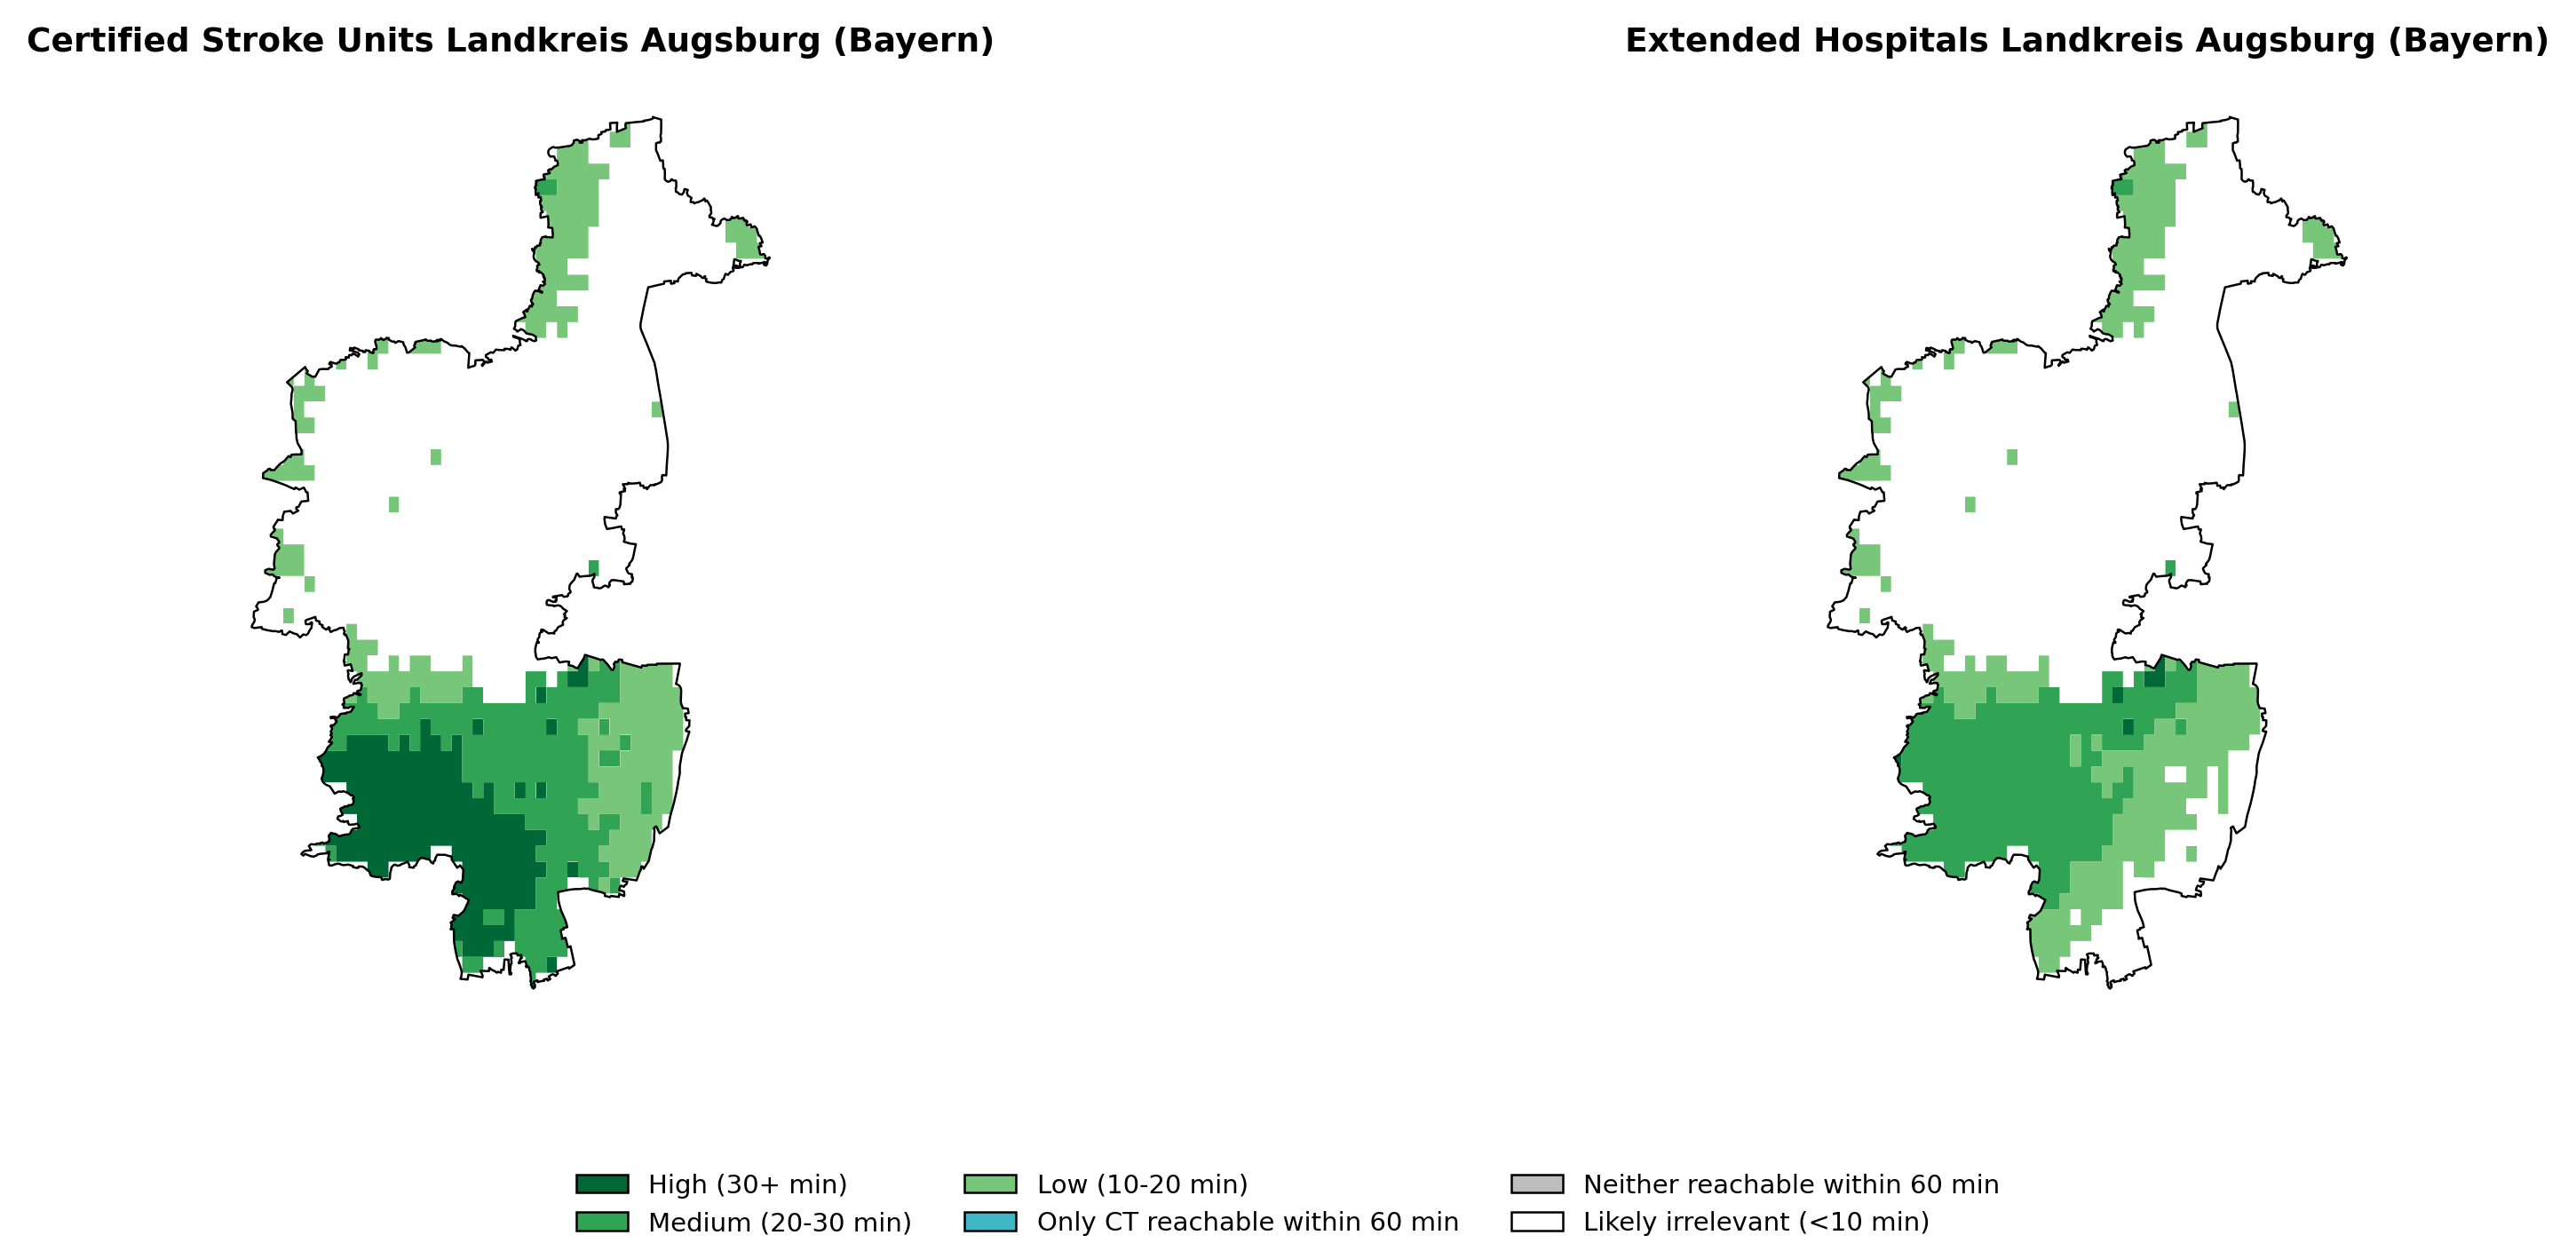 Certified Stroke Units Landkreis Augsburg (Bayern)
Extended Hospitals Landkreis Augsburg (Bayern)
High (30+ min)
Medium (20-30 min)
Low (10-20 min)
Only CT reachable within 60 min
Neither reachable within 60 min
Likely irrelevant (<10 min)